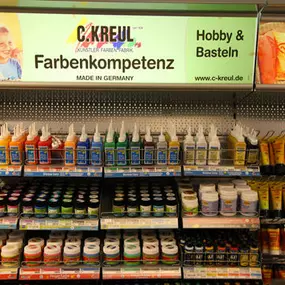 C.KREUL
KÜNSTLER FARBEN FABRIK
Farbenkompetenz
MADE IN GERMANY
Hobby &
Basteln
www.c-kreul.de